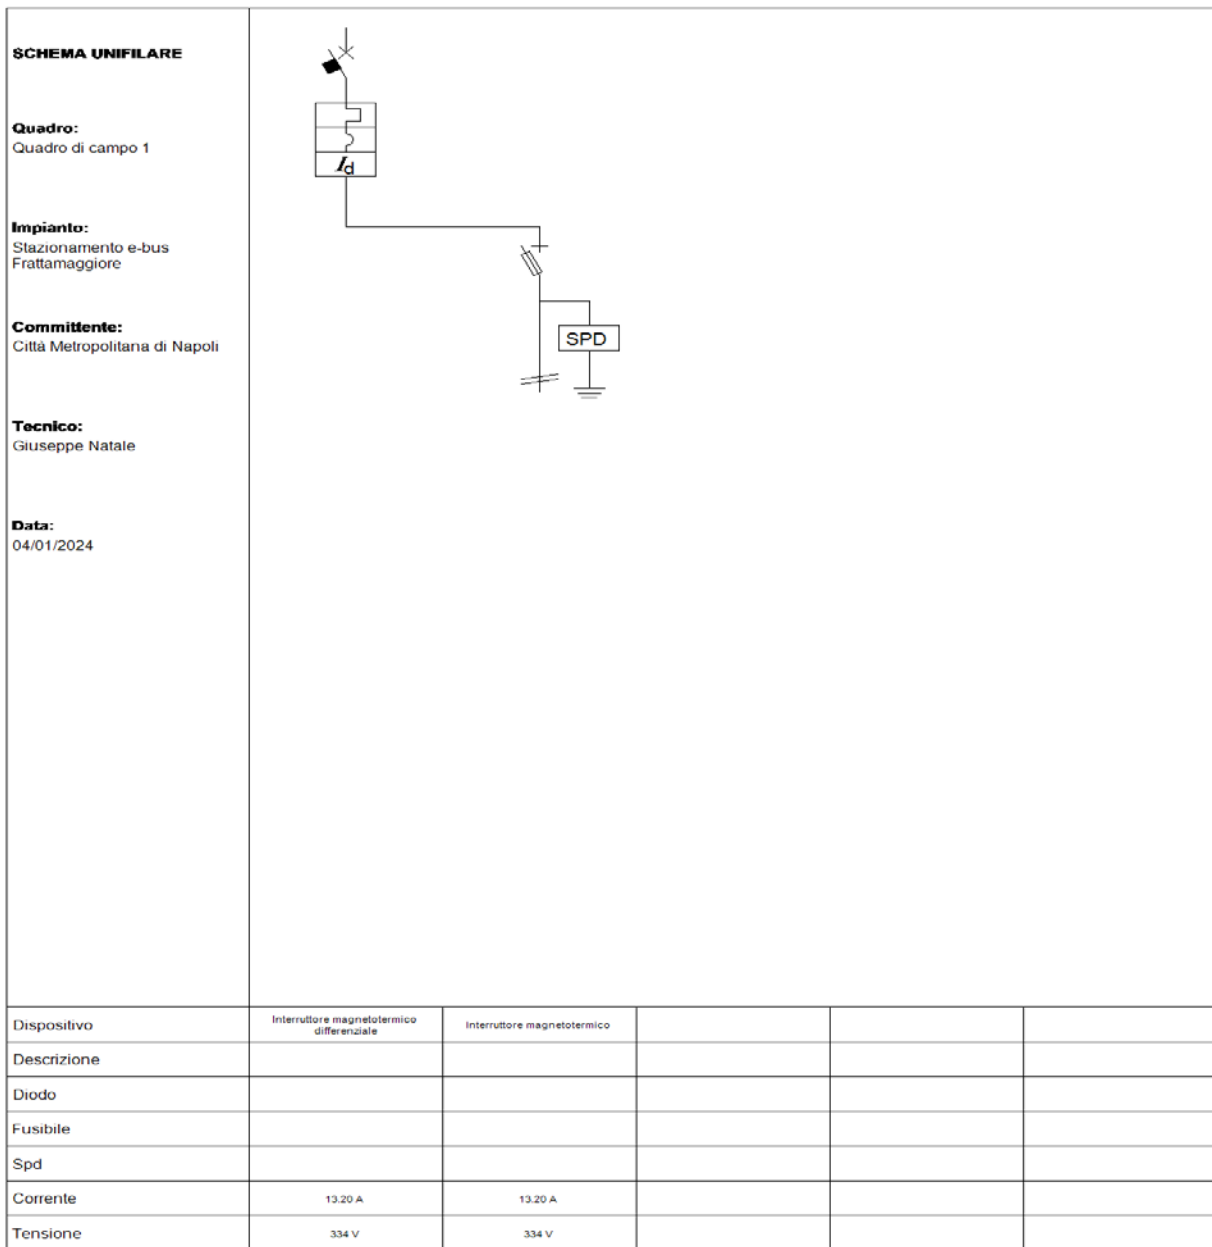 SCHEMA UNIFILARE
Quadro:
Quadro di campo 1
Impianto:
Stazionamento e-bus
Frattamaggiore
Committente:
Città Metropolitana di Napoli
Tecnico:
Giuseppe Natale
Data:
04/01/2024
Id
SPD
Dispositivo
Interruttore magnetotermico
differenziale
Interruttore magnetotermico
Descrizione
Diodo
Fusibile
Spd
Corrente 13.20 A 13.20 A
Tensione 334 V 334 V